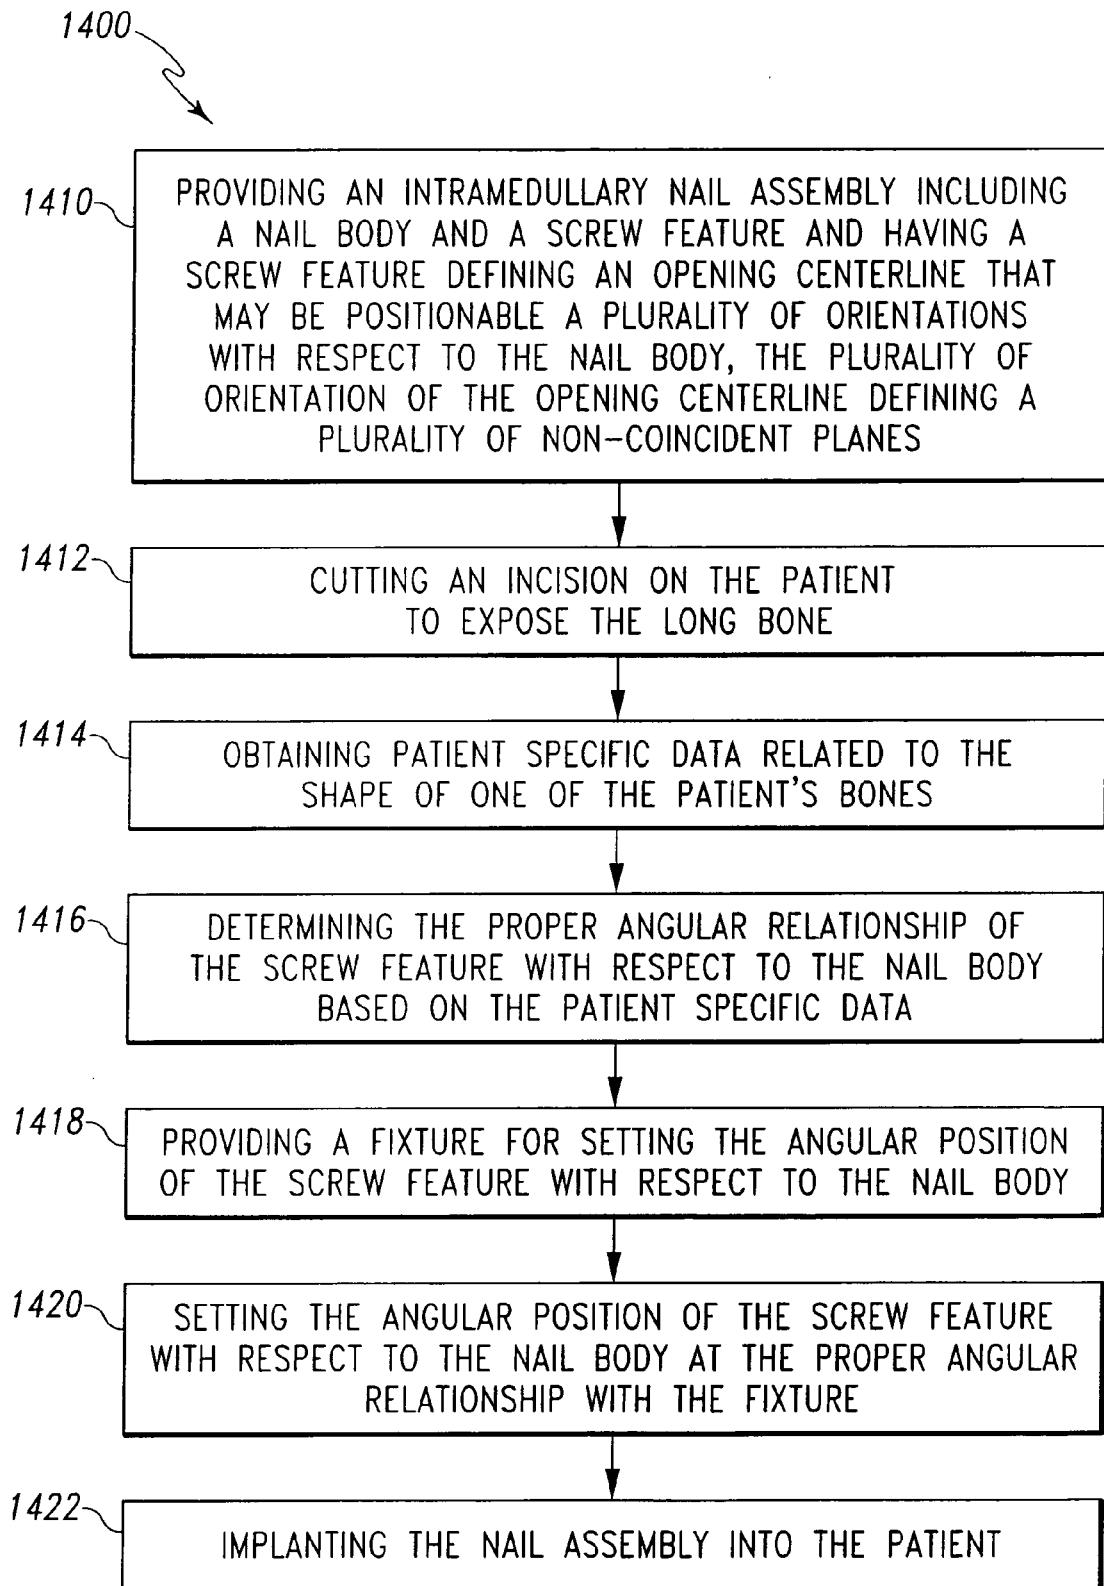 1400
1410
PROVIDING AN INTRAMEDULLARY NAIL ASSEMBLY INCLUDING
A NAIL BODY AND A SCREW FEATURE AND HAVING A
SCREW FEATURE DEFINING AN OPENING CENTERLINE THAT
MAY BE POSITIONABLE A PLURALITY OF ORIENTATIONS
WITH RESPECT TO THE NAIL BODY, THE PLURALITY OF
ORIENTATION OF THE OPENING CENTERLINE DEFINING A
PLURALITY OF NON-COINCIDENT PLANES
1412
CUTTING AN INCISION ON THE PATIENT
TO EXPOSE THE LONG BONE
1414
OBTAINING PATIENT SPECIFIC DATA RELATED TO THE
SHAPE OF ONE OF THE PATIENT'S BONES
1416
DETERMINING THE PROPER ANGULAR RELATIONSHIP OF
THE SCREW FEATURE WITH RESPECT TO THE NAIL BODY
BASED ON THE PATIENT SPECIFIC DATA
1418
PROVIDING A FIXTURE FOR SETTING THE ANGULAR POSITION
OF THE SCREW FEATURE WITH RESPECT TO THE NAIL BODY
1420
SETTING THE ANGULAR POSITION OF THE SCREW FEATURE
WITH RESPECT TO THE NAIL BODY AT THE PROPER ANGULAR
RELATIONSHIP WITH THE FIXTURE
1422
IMPLANTING THE NAIL ASSEMBLY INTO THE PATIENT